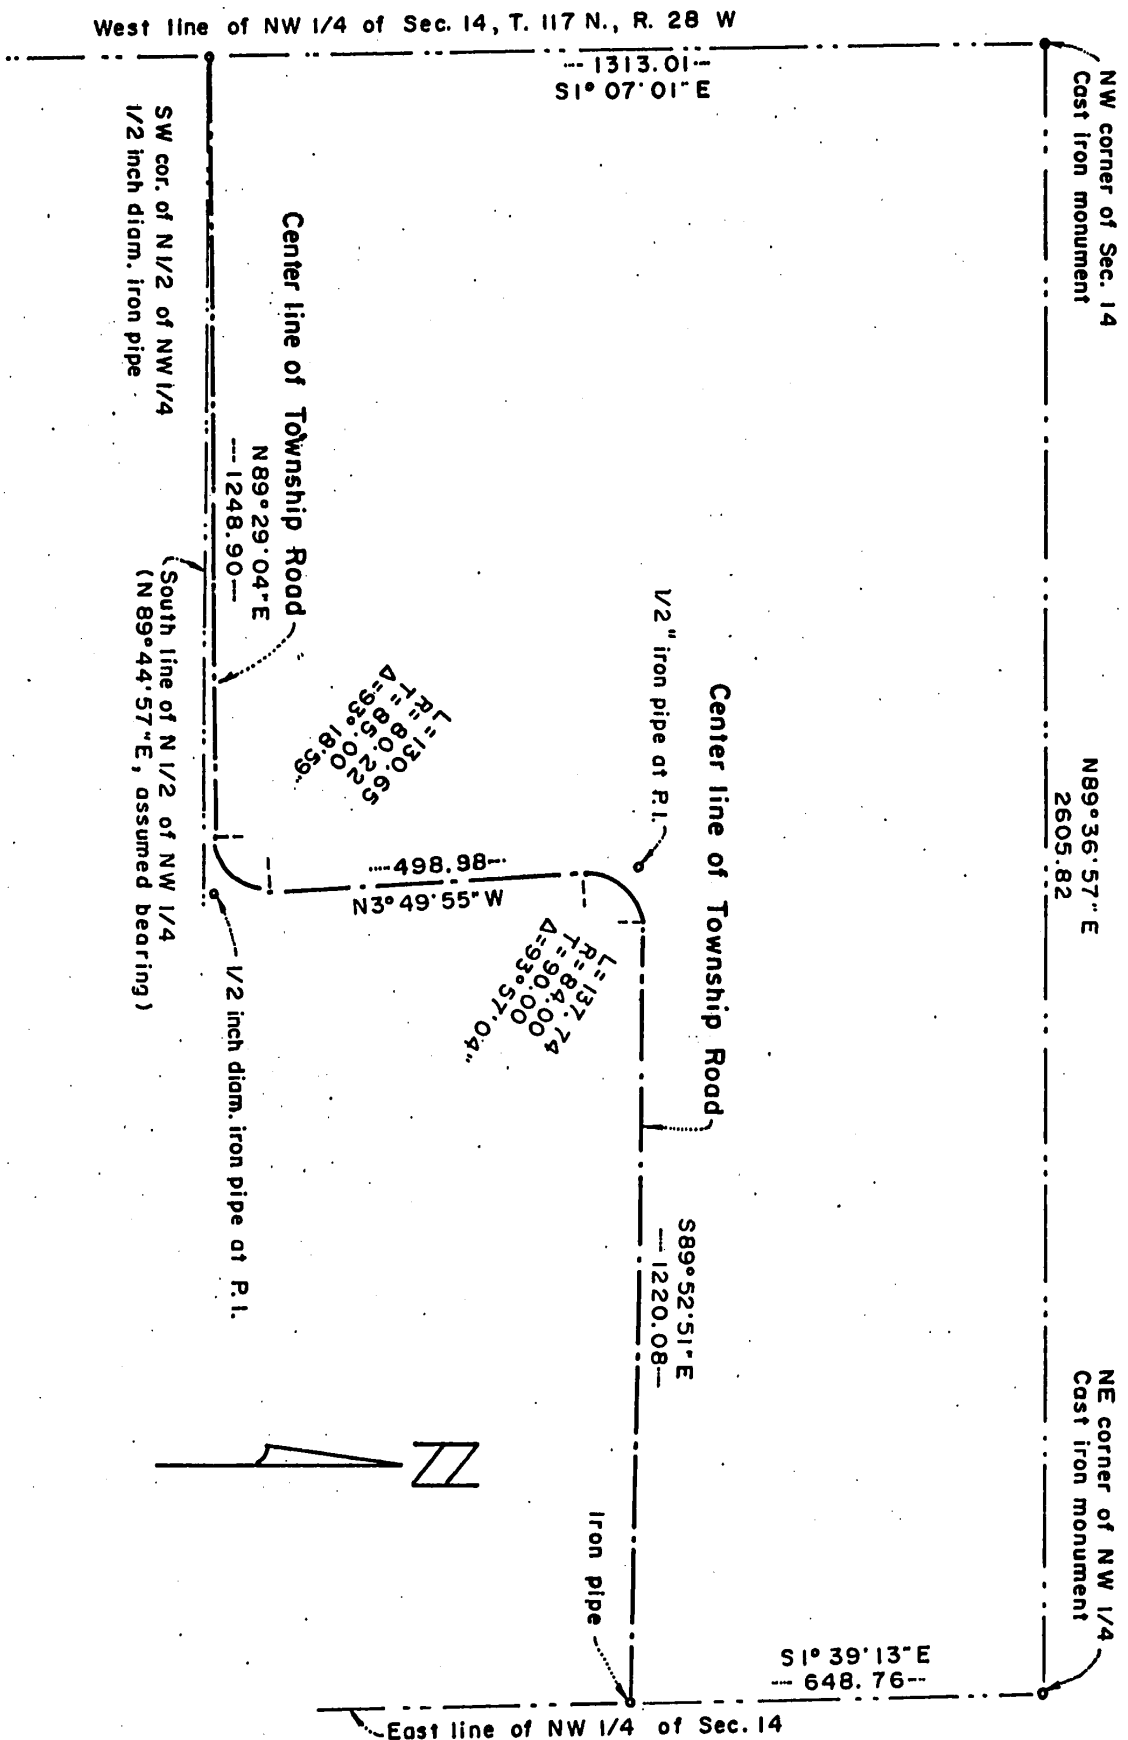 West line of NW 1/4 of Sec. 14, T. 117 N., R. 28 W
--- 1313.01 ---
S1° 07'01"E
NW corner of Sec. 14
Cast iron monument
N89°36'57"E
2605.82
NE corner of NW 1/4
Cast iron monument
S1° 39'13"E
--- 648.76 ---
East line of NW 1/4 of Sec. 14
Iron pipe
Center line of Township Road
S89°52'51"E
--- 1220.08 ---
1/2" iron pipe at P.I.
L=137.74
R=84.00
T=90.00
Δ=93°57'04"
--- 498.98 ---
N3°49'55"W
L=130.65
R=80.22
T=85.00
Δ=93°18'59"
Center line of Township Road
N89°29'04"E
--- 1248.90 ---
SW cor. of N1/2 of NW1/4
1/2 inch diam. iron pipe
South line of N 1/2 of NW 1/4
(N89°44'57"E, assumed bearing)
1/2 inch diam. iron pipe at P.I.
N